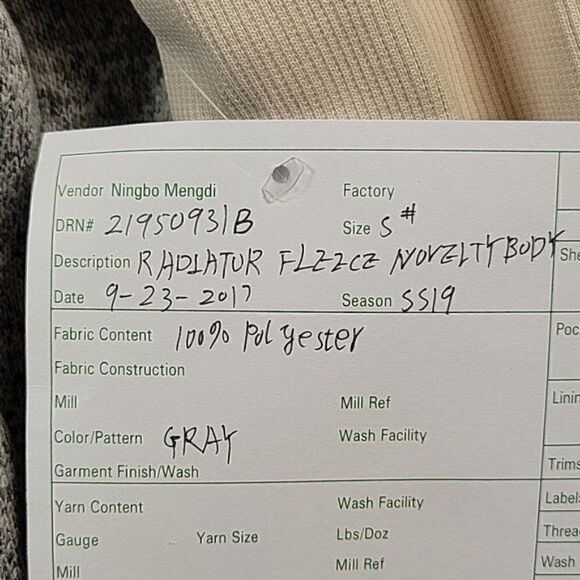 Vendor Ningbo Mengdi Factory
DRN# 21950931B Size S#
Description RADIATOR FLEECE NOVELTY BODY She
Date 9-23-2017 Season SS19
Fabric Content 100% Polyester Poc
Fabric Construction
Mill Mill Ref Linin
Color/Pattern GRAY Wash Facility
Garment Finish/Wash Trims
Yarn Content Wash Facility Labels
Gauge Yarn Size Lbs/Doz Threa
Mill Mill Ref Wash